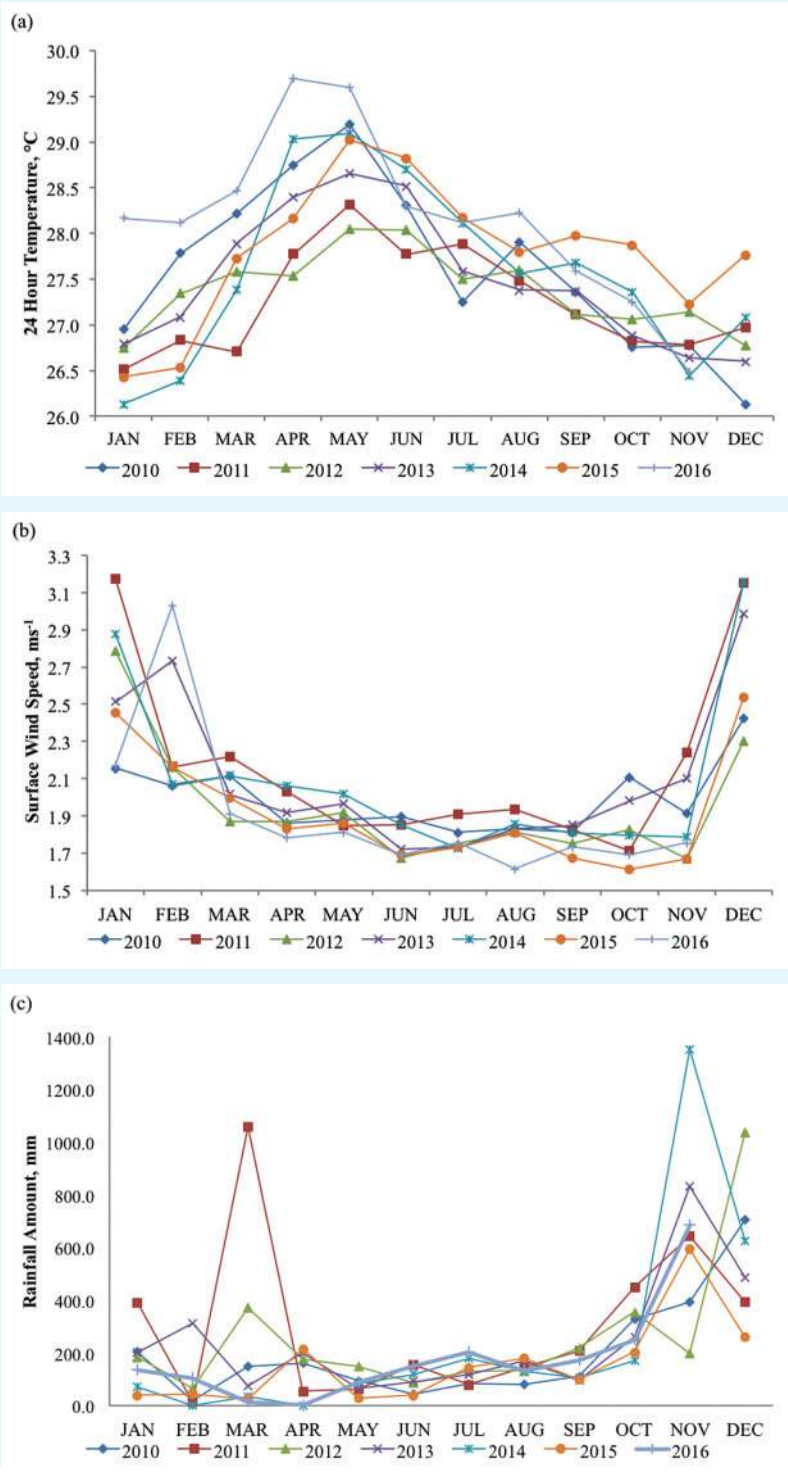 (a)
30.0
29.5
29.0
28.5
28.0
27.5
27.0
26.5
26.0
24 Hour Temperature, °C
JAN FEB MAR APR MAY JUN JUL AUG SEP OCT NOV DEC
2010 2011 2012 2013 2014 2015 2016
(b)
3.3
3.1
2.9
2.7
2.5
2.3
2.1
1.9
1.7
1.5
Surface Wind Speed, ms⁻¹
JAN FEB MAR APR MAY JUN JUL AUG SEP OCT NOV DEC
2010 2011 2012 2013 2014 2015 2016
(c)
1400.0
1200.0
1000.0
800.0
600.0
400.0
200.0
0.0
Rainfall Amount, mm
JAN FEB MAR APR MAY JUN JUL AUG SEP OCT NOV DEC
2010 2011 2012 2013 2014 2015 2016